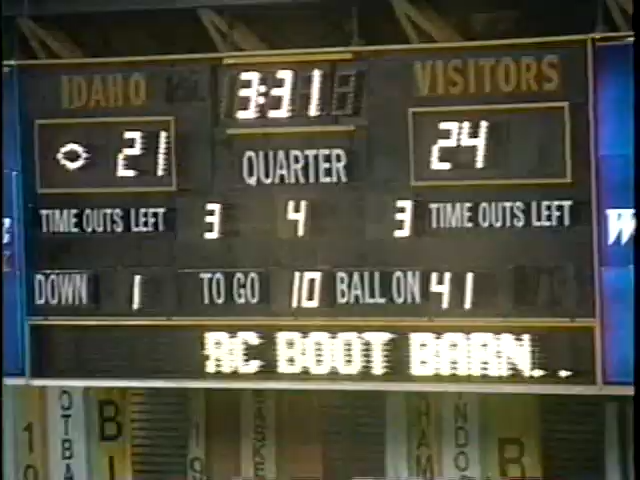 IDAHO 3:31 VISITORS
21 24
QUARTER
TIME OUTS LEFT 3 4 3 TIME OUTS LEFT
DOWN 1 TO GO 10 BALL ON 41
RC BOOT BARN..